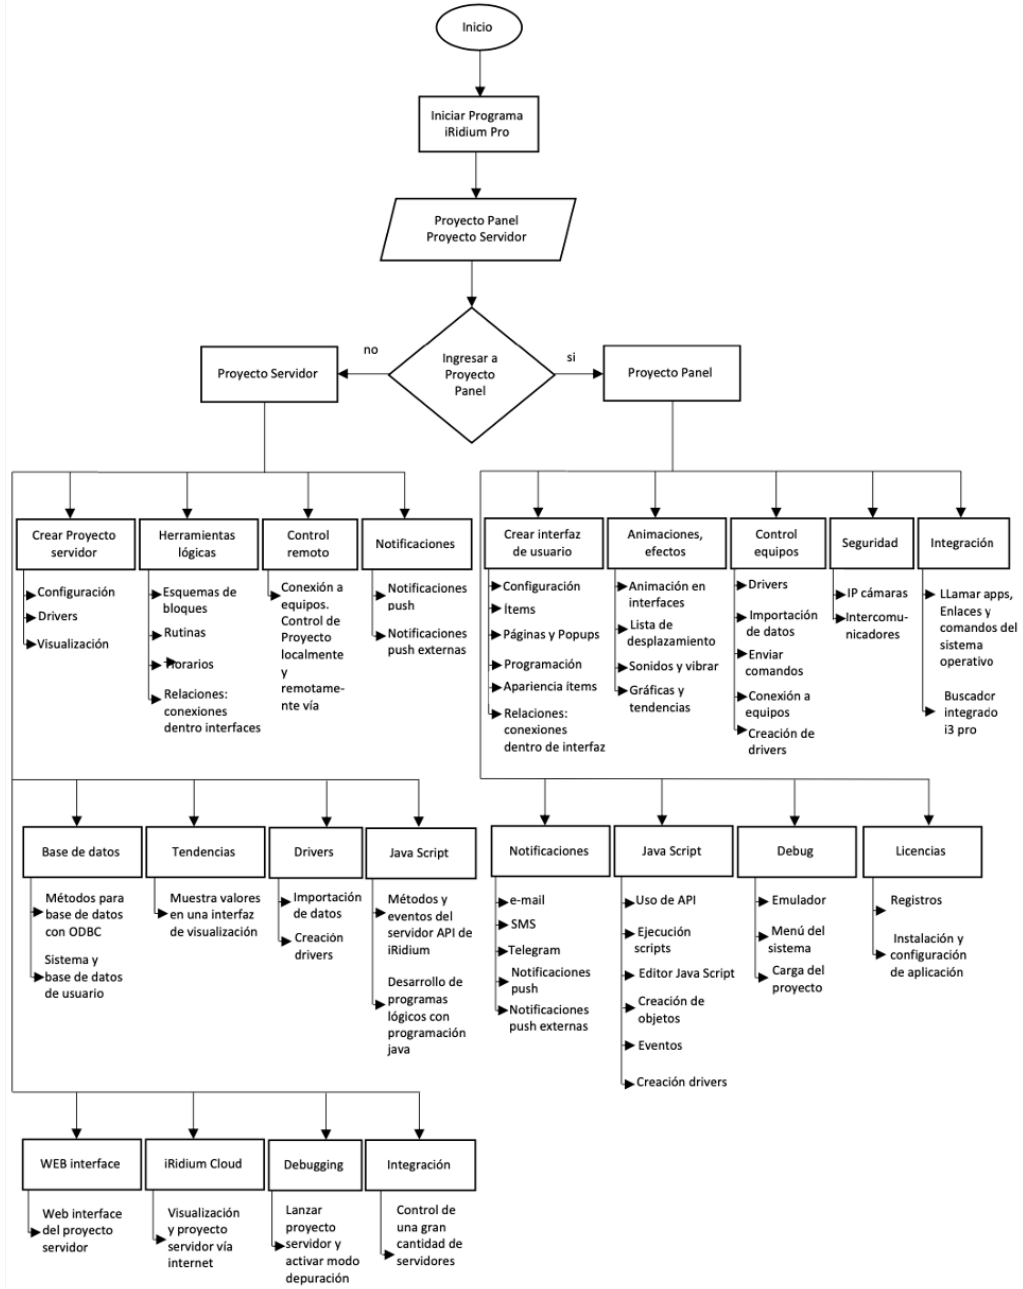 Inicio
Iniciar Programa
iRidium Pro
Proyecto Panel
Proyecto Servidor
Ingresar a
Proyecto
Panel
no
si
Proyecto Servidor
Proyecto Panel
Crear Proyecto
servidor
Configuración
Drivers
Visualización
Herramientas
lógicas
Esquemas de
bloques
Rutinas
Horarios
Relaciones:
conexiones
dentro interfaces
Control
remoto
Conexión a
equipos.
Control de
Proyecto
localmente
y
remotame-
nte vía
Notificaciones
Notificaciones
push
Notificaciones
push externas
Crear interfaz
de usuario
Configuración
Ítems
Páginas y Popups
Programación
Apariencia ítems
Relaciones:
conexiones
dentro de interfaz
Animaciones,
efectos
Animación en
interfaces
Lista de
desplazamiento
Sonidos y vibrar
Gráficas y
tendencias
Control
equipos
Drivers
Importación
de datos
Enviar
comandos
Conexión a
equipos
Creación de
drivers
Seguridad
IP cámaras
Intercomu-
nicadores
Integración
LLamar apps,
Enlaces y
comandos del
sistema
operativo
Buscador
integrado
i3 pro
Base de datos
Métodos para
base de datos
con ODBC
Sistema y
base de datos
de usuario
Tendencias
Muestra valores
en una interfaz
de visualización
Drivers
Importación
de datos
Creación
drivers
Java Script
Métodos y
eventos del
servidor API de
iRidium
Desarrollo de
programas
lógicos con
programación
java
Notificaciones
e-mail
SMS
Telegram
Notificaciones
push
Notificaciones
push externas
Java Script
Uso de API
Ejecución
scripts
Editor Java Script
Creación de
objetos
Eventos
Creación drivers
Debug
Emulador
Menú del
sistema
Carga del
proyecto
Licencias
Registros
Instalación y
configuración
de aplicación
WEB interface
Web interface
del proyecto
servidor
iRidium Cloud
Visualización
y proyecto
servidor vía
internet
Debugging
Lanzar
proyecto
servidor y
activar modo
depuración
Integración
Control de
una gran
cantidad de
servidores